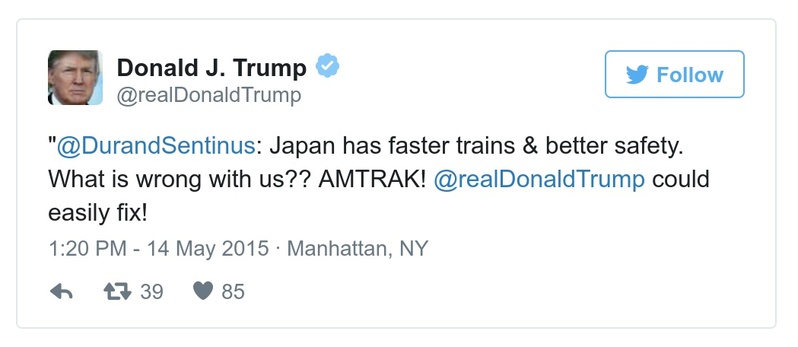 Donald J. Trump
@realDonaldTrump
Follow
"@DurandSentinus: Japan has faster trains & better safety.
What is wrong with us?? AMTRAK! @realDonaldTrump could
easily fix!
1:20 PM - 14 May 2015 · Manhattan, NY
39 85